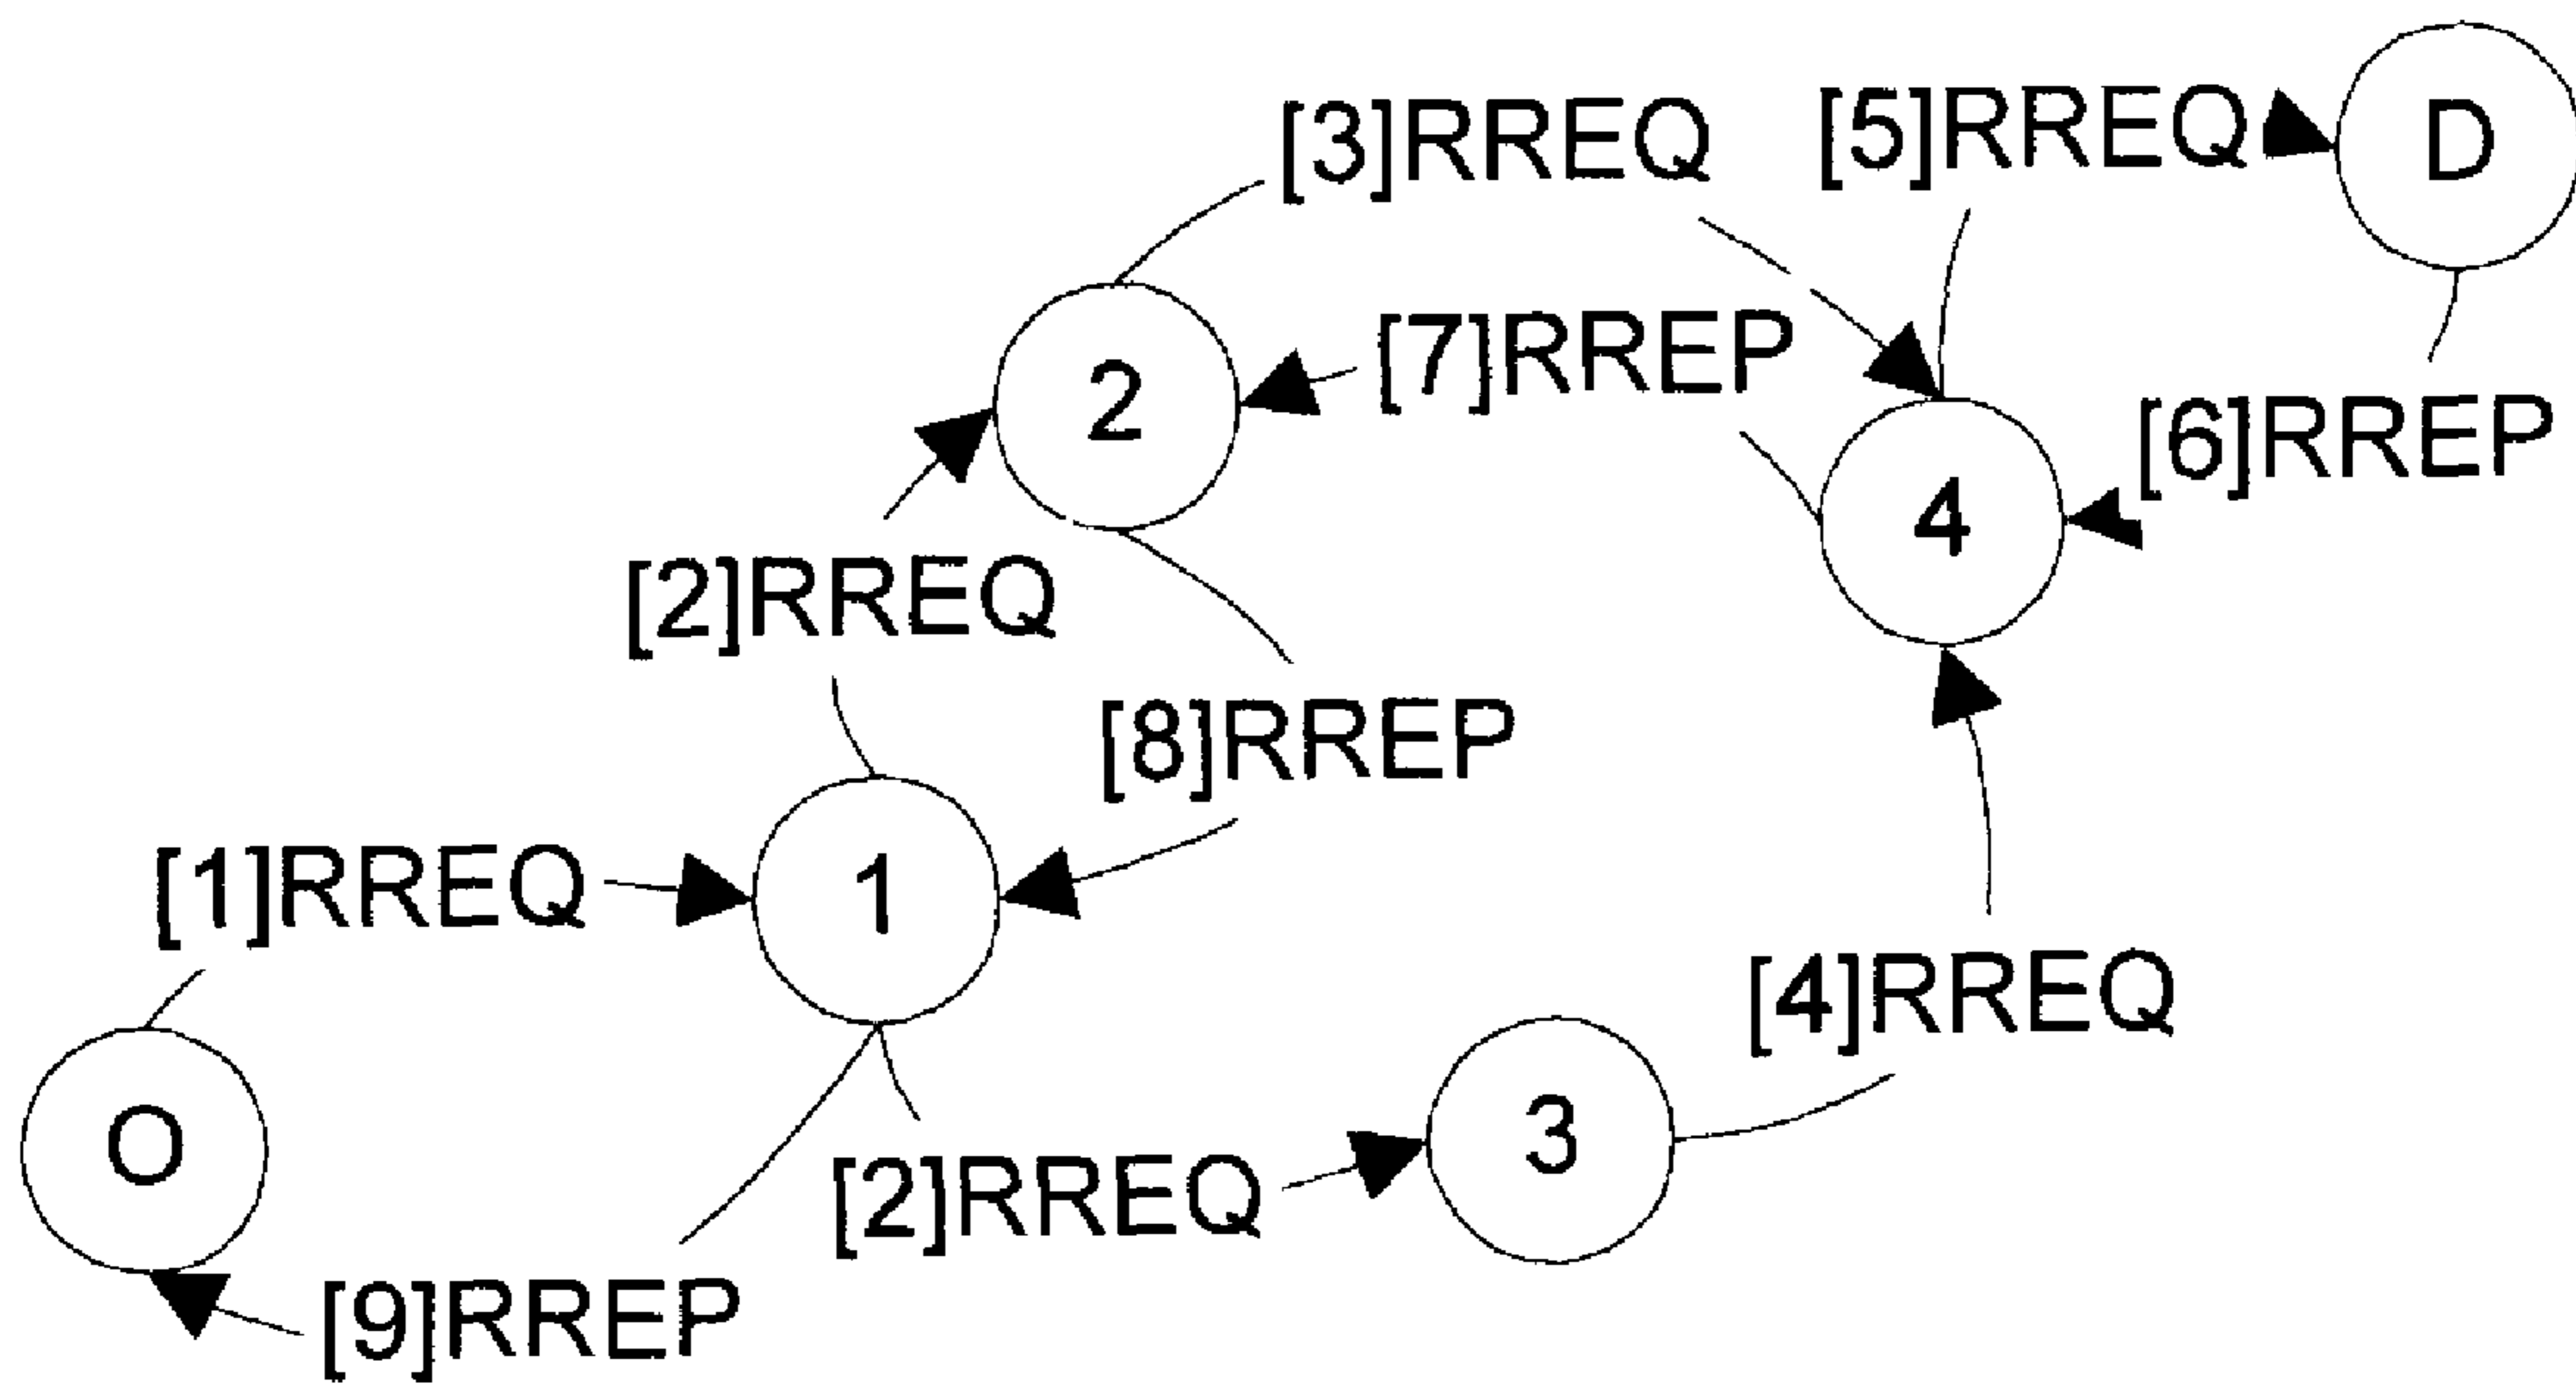 [3]RREQ
[5]RREQ
D
2
[7]RREP
4
[6]RREP
[2]RREQ
[8]RREP
[1]RREQ
1
[4]RREQ
O
[2]RREQ
3
[9]RREP